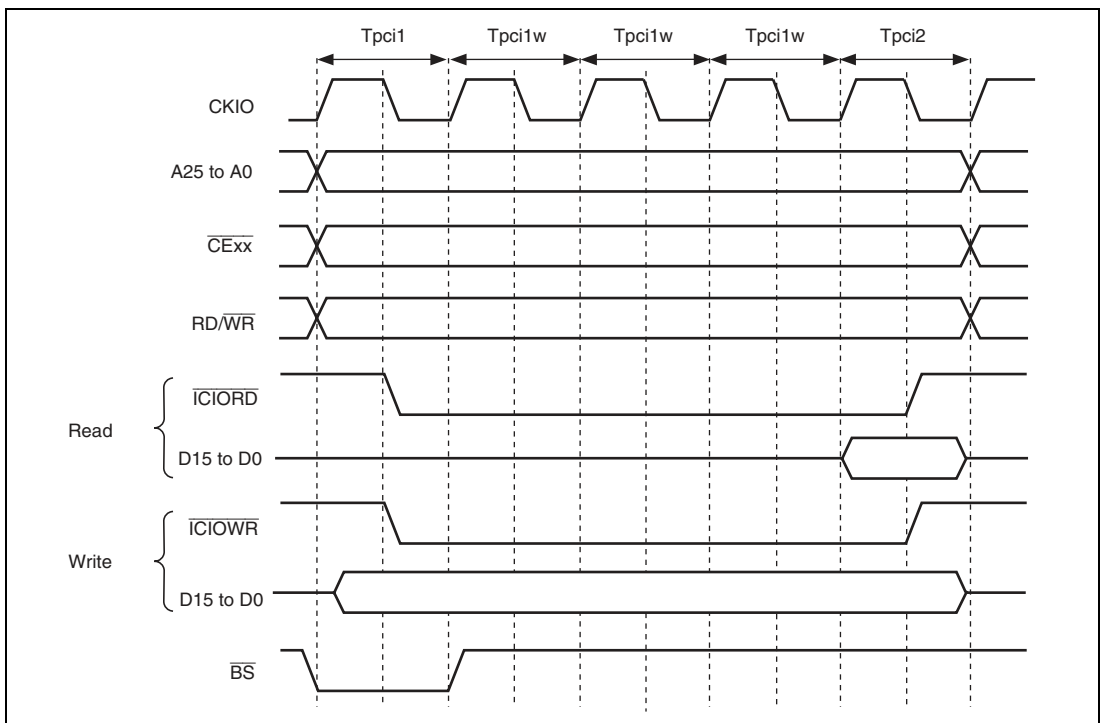 Tpci1 Tpci1w Tpci1w Tpci1w Tpci2
CKIO
A25 to A0
CExx
RD/WR
ICIORD
Read
D15 to D0
ICIOWR
Write
D15 to D0
BS